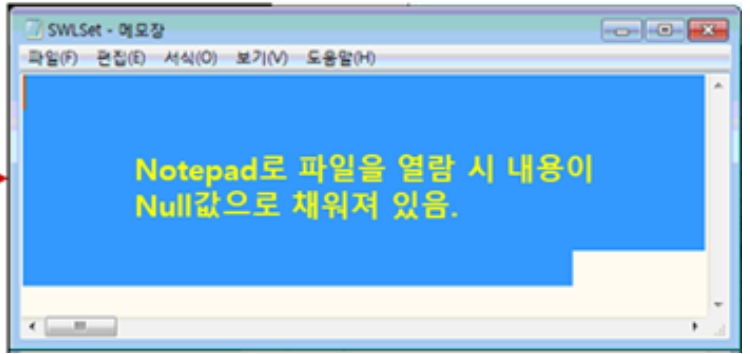 SWLSet - 메모장
파일(F) 편집(E) 서식(O) 보기(V) 도움말(H)
Notepad로 파일을 열람 시 내용이
Null값으로 채워져 있음.